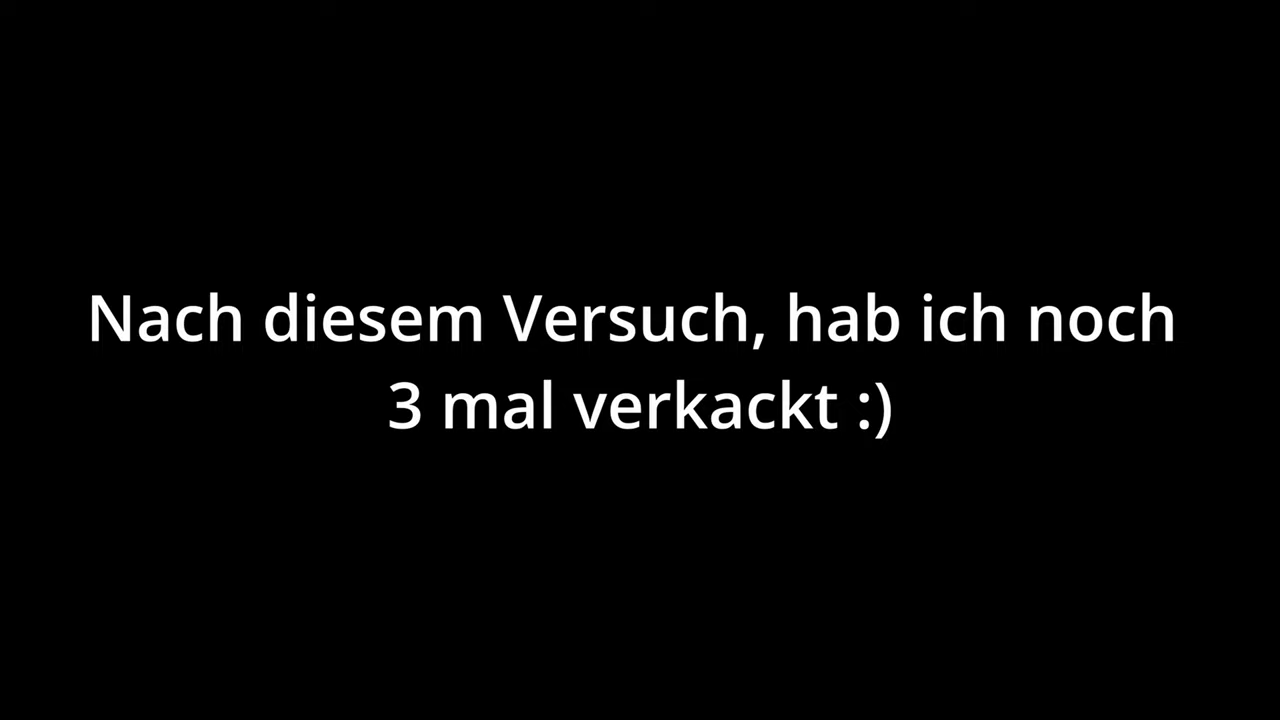 Nach diesem Versuch, hab ich noch
3 mal verkackt :)